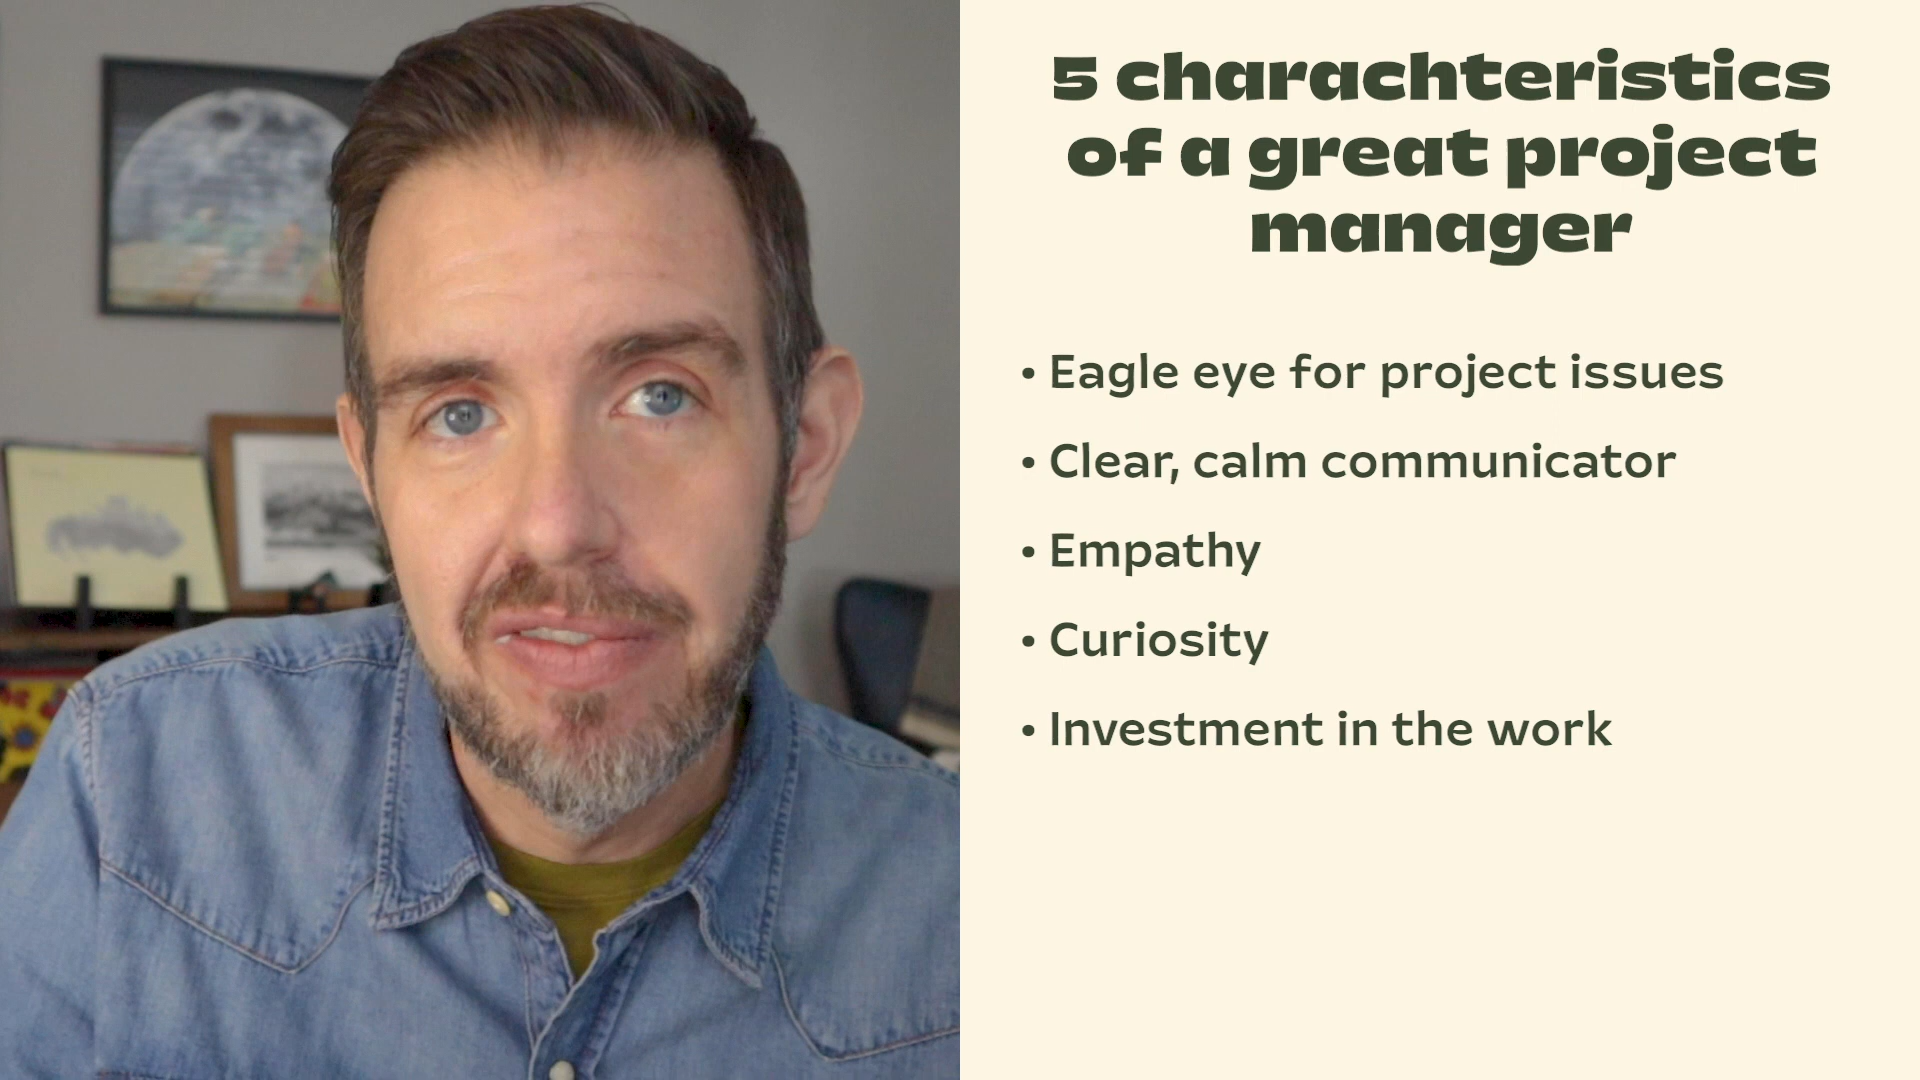 5 charachteristics
of a great project
manager
• Eagle eye for project issues
• Clear, calm communicator
• Empathy
• Curiosity
• Investment in the work